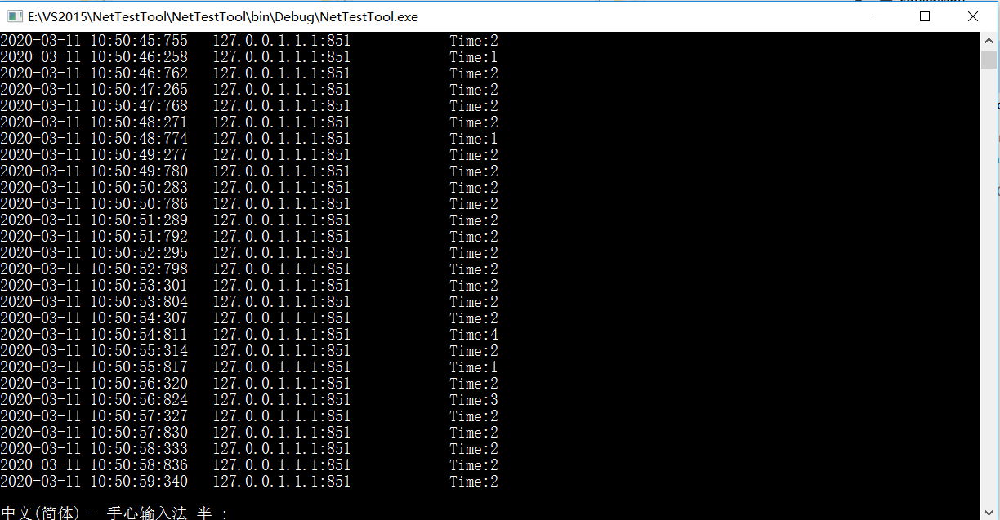 E:\VS2015\NetTestTool\NetTestTool\bin\Debug\NetTestTool.exe
2020-03-11 10:50:45:755 127.0.0.1.1.1:851 Time:2
2020-03-11 10:50:46:258 127.0.0.1.1.1:851 Time:1
2020-03-11 10:50:46:762 127.0.0.1.1.1:851 Time:2
2020-03-11 10:50:47:265 127.0.0.1.1.1:851 Time:2
2020-03-11 10:50:47:768 127.0.0.1.1.1:851 Time:2
2020-03-11 10:50:48:271 127.0.0.1.1.1:851 Time:2
2020-03-11 10:50:48:774 127.0.0.1.1.1:851 Time:1
2020-03-11 10:50:49:277 127.0.0.1.1.1:851 Time:2
2020-03-11 10:50:49:780 127.0.0.1.1.1:851 Time:2
2020-03-11 10:50:50:283 127.0.0.1.1.1:851 Time:2
2020-03-11 10:50:50:786 127.0.0.1.1.1:851 Time:2
2020-03-11 10:50:51:289 127.0.0.1.1.1:851 Time:2
2020-03-11 10:50:51:792 127.0.0.1.1.1:851 Time:2
2020-03-11 10:50:52:295 127.0.0.1.1.1:851 Time:2
2020-03-11 10:50:52:798 127.0.0.1.1.1:851 Time:2
2020-03-11 10:50:53:301 127.0.0.1.1.1:851 Time:2
2020-03-11 10:50:53:804 127.0.0.1.1.1:851 Time:2
2020-03-11 10:50:54:307 127.0.0.1.1.1:851 Time:2
2020-03-11 10:50:54:811 127.0.0.1.1.1:851 Time:4
2020-03-11 10:50:55:314 127.0.0.1.1.1:851 Time:2
2020-03-11 10:50:55:817 127.0.0.1.1.1:851 Time:1
2020-03-11 10:50:56:320 127.0.0.1.1.1:851 Time:2
2020-03-11 10:50:56:824 127.0.0.1.1.1:851 Time:3
2020-03-11 10:50:57:327 127.0.0.1.1.1:851 Time:2
2020-03-11 10:50:57:830 127.0.0.1.1.1:851 Time:2
2020-03-11 10:50:58:333 127.0.0.1.1.1:851 Time:2
2020-03-11 10:50:58:836 127.0.0.1.1.1:851 Time:2
2020-03-11 10:50:59:340 127.0.0.1.1.1:851 Time:2
中文(简体) - 手心输入法 半 :